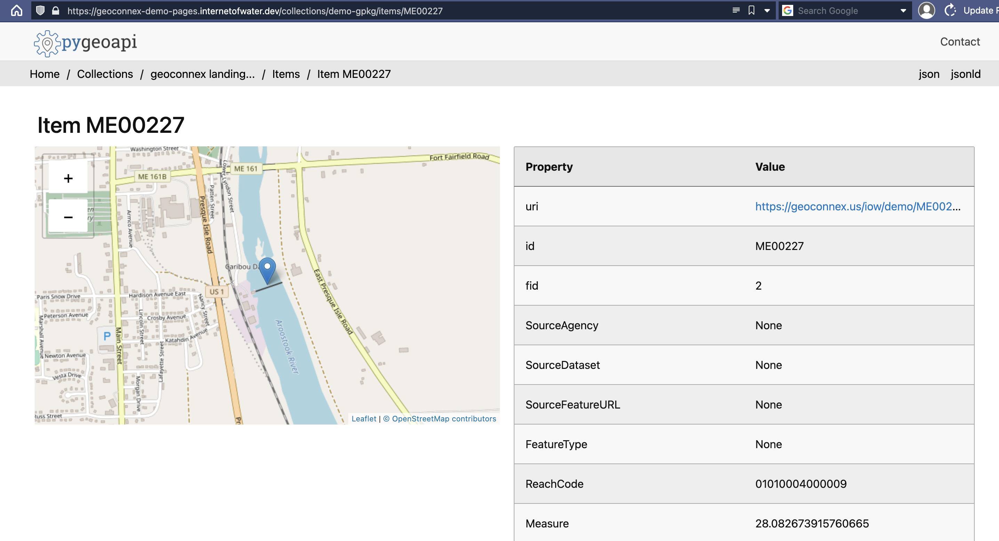 https://geoconnex-demo-pages.internetofwater.dev/collections/demo-gpkg/items/ME00227
Search Google
Update
pygeoapi
Contact
Home / Collections / geoconnex landing... / Items / Item ME00227
json jsonld
Item ME00227
+
−
Washington Street
Fort Fairfield Road
ME 161
ME 161B
Lower Lyndon Street
Patten Street
Presque Isle Road
Armco Avenue
Caribou
US 1
East Presque Isle Road
Paris Snow Drive
Hardison Avenue East
Nancy Street
Peterson Avenue
Marshall Avenue
Lincoln Street
Crosby Avenue
Main Street
P
Katahdin Avenue
Aroostook River
Newton Avenue
Lafayette Street
Vesta Drive
Morgan Drive
Russ Street
Leaflet | © OpenStreetMap contributors
Property Value
uri https://geoconnex.us/iow/demo/ME002...
id ME00227
fid 2
SourceAgency None
SourceDataset None
SourceFeatureURL None
FeatureType None
ReachCode 01010004000009
Measure 28.082673915760665